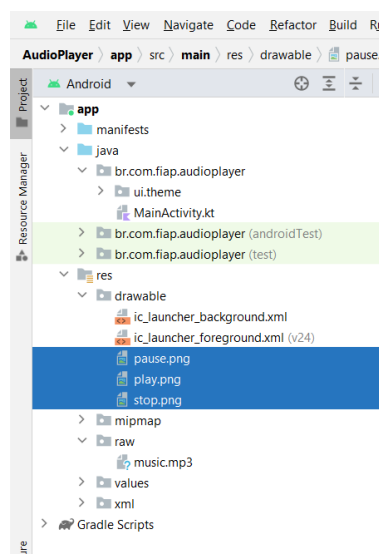 File Edit View Navigate Code Refactor Build
AudioPlayer app src main res drawable pause.
Project
Android
Resource Manager
app
manifests
java
br.com.fiap.audioplayer
ui.theme
MainActivity.kt
br.com.fiap.audioplayer (androidTest)
br.com.fiap.audioplayer (test)
res
drawable
ic_launcher_background.xml
ic_launcher_foreground.xml (v24)
pause.png
play.png
stop.png
mipmap
raw
music.mp3
values
xml
Gradle Scripts